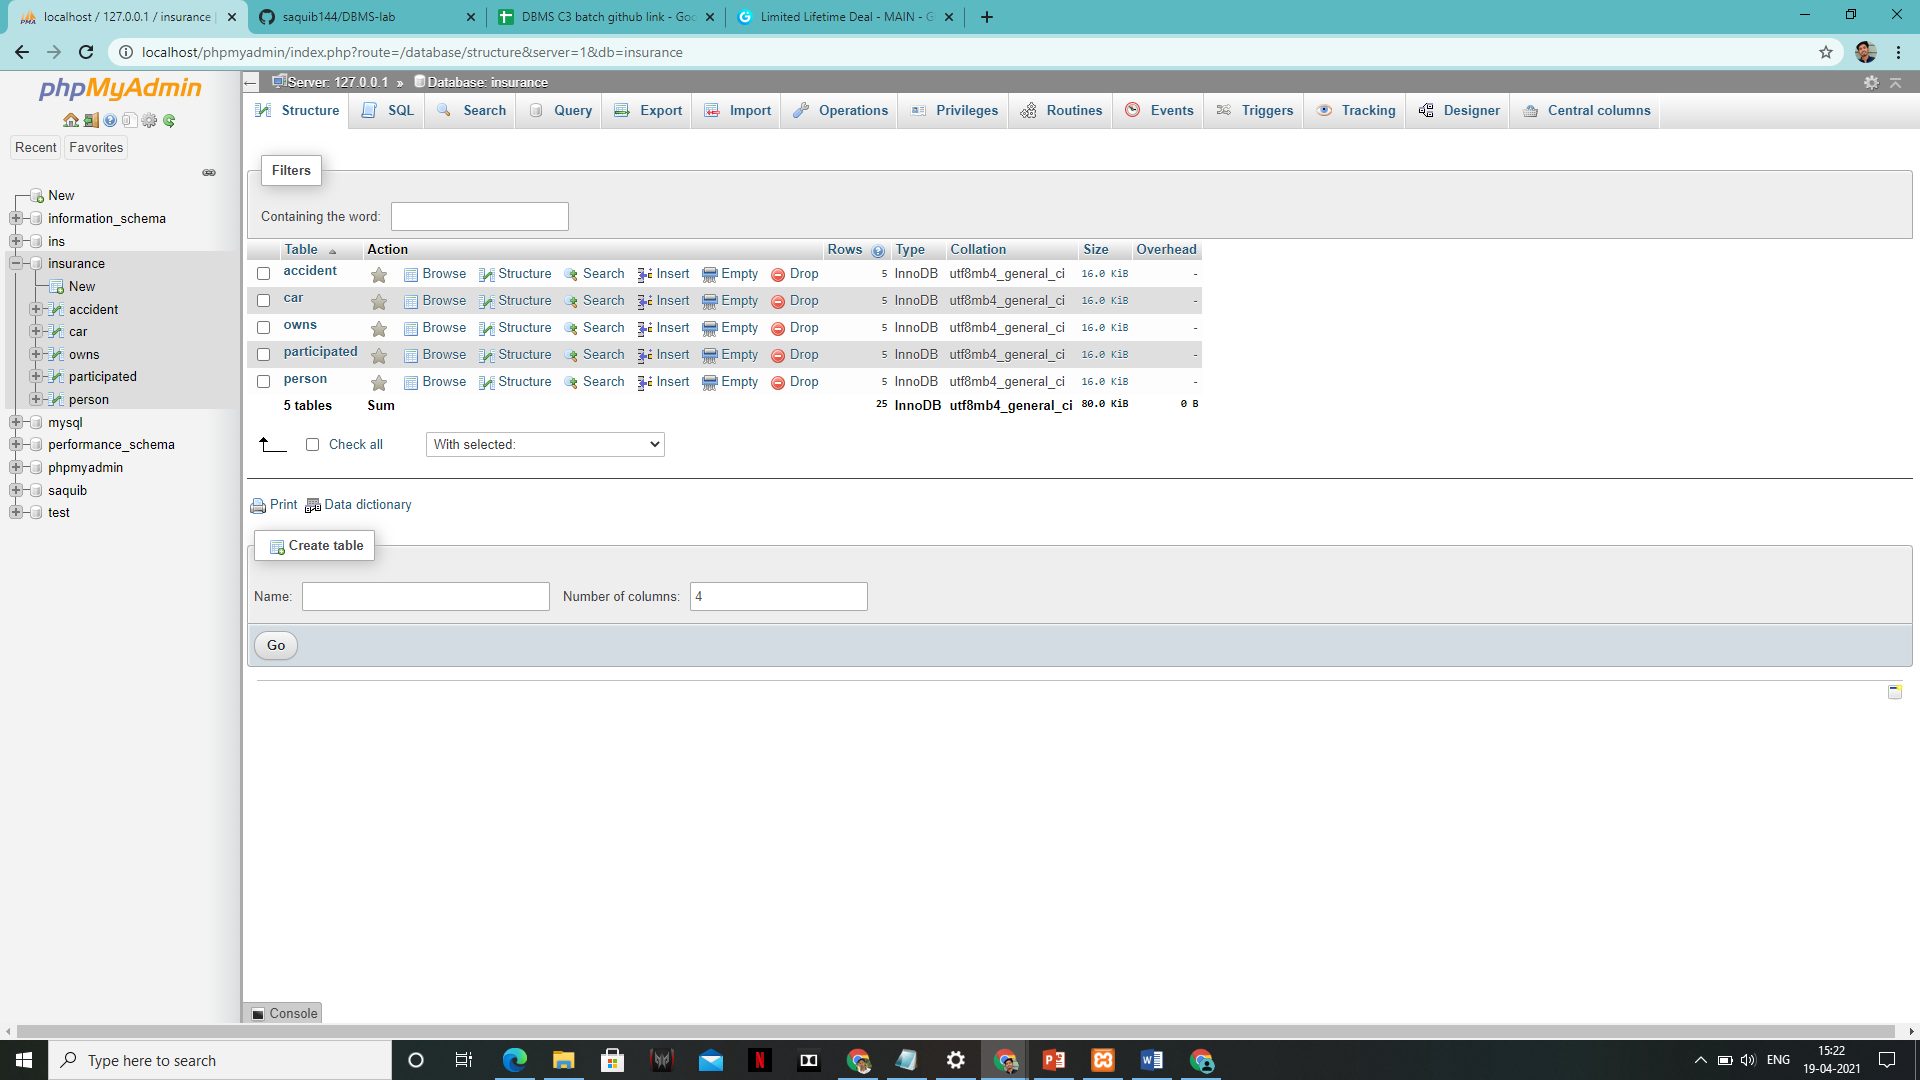 localhost / 127.0.0.1 / insurance |
saquib144/DBMS-lab
DBMS C3 batch github link - Goo
Limited Lifetime Deal - MAIN - G
localhost/phpmyadmin/index.php?route=/database/structure&server=1&db=insurance
phpMyAdmin
Server: 127.0.0.1 » Database: insurance
Structure SQL Search Query Export Import Operations Privileges Routines Events Triggers Tracking Designer Central columns
Recent Favorites
New
information_schema
ins
insurance
New
accident
car
owns
participated
person
mysql
performance_schema
phpmyadmin
saquib
test
Filters
Containing the word:
Table Action Rows Type Collation Size Overhead
accident Browse Structure Search Insert Empty Drop 5 InnoDB utf8mb4_general_ci 16.0 KiB -
car Browse Structure Search Insert Empty Drop 5 InnoDB utf8mb4_general_ci 16.0 KiB -
owns Browse Structure Search Insert Empty Drop 5 InnoDB utf8mb4_general_ci 16.0 KiB -
participated Browse Structure Search Insert Empty Drop 5 InnoDB utf8mb4_general_ci 16.0 KiB -
person Browse Structure Search Insert Empty Drop 5 InnoDB utf8mb4_general_ci 16.0 KiB -
5 tables Sum 25 InnoDB utf8mb4_general_ci 80.0 KiB 0 B
Check all With selected:
Print Data dictionary
Create table
Name: Number of columns: 4
Go
Console
Type here to search
ENG
15:22
19-04-2021